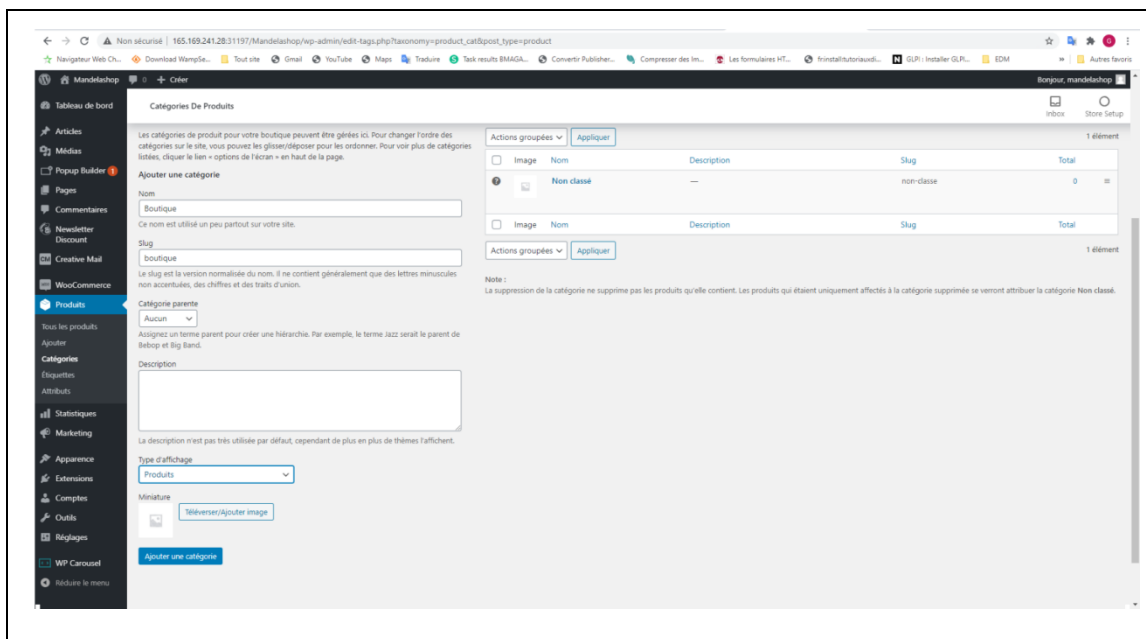 Non sécurisé | 165.169.241.28:31197/Mandelashop/wp-admin/edit-tags.php?taxonomy=product_cat&post_type=product
G
Navigateur Web Ch... Download WampSe... Tout site Gmail YouTube Maps Traduire Task results BMAGA... Convertir Publisher... Compresser des Im... Les formulaires HT... frinstalltutoriauxdi... GLPI : Installer GLPI... EDM » Autres favoris
Mandelashop 0 + Créer Bonjour, mandelashop
Tableau de bord
Articles
Médias
Popup Builder 1
Pages
Commentaires
Newsletter
Discount
Creative Mail
WooCommerce
Produits
Tous les produits
Ajouter
Catégories
Étiquettes
Attributs
Statistiques
Marketing
Apparence
Extensions
Comptes
Outils
Réglages
WP Carousel
Réduire le menu
Catégories De Produits
Inbox Store Setup
Les catégories de produit pour votre boutique peuvent être gérées ici. Pour changer l'ordre des
catégories sur le site, vous pouvez les glisser/déposer pour les ordonner. Pour voir plus de catégories
listées, cliquer le lien « options de l'écran » en haut de la page.
Ajouter une catégorie
Nom
Boutique
Ce nom est utilisé un peu partout sur votre site.
Slug
boutique
Le slug est la version normalisée du nom. Il ne contient généralement que des lettres minuscules
non accentuées, des chiffres et des traits d'union.
Catégorie parente
Aucun
Assignez un terme parent pour créer une hiérarchie. Par exemple, le terme Jazz serait le parent de
Bebop et Big Band.
Description
La description n'est pas très utilisée par défaut, cependant de plus en plus de thèmes l'affichent.
Type d'affichage
Produits
Miniature
Téléverser/Ajouter image
Ajouter une catégorie
Actions groupées Appliquer 1 élément
Image Nom Description Slug Total
Non classé — non-classe 0
Image Nom Description Slug Total
Actions groupées Appliquer 1 élément
Note :
La suppression de la catégorie ne supprime pas les produits qu'elle contient. Les produits qui étaient uniquement affectés à la catégorie supprimée se verront attribuer la catégorie Non classé.